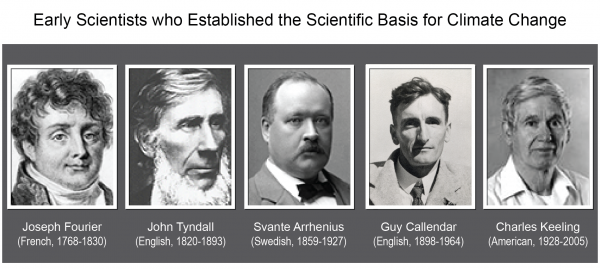 Early Scientists who Established the Scientific Basis for Climate Change
Joseph Fourier
(French, 1768-1830)
John Tyndall
(English, 1820-1893)
Svante Arrhenius
(Swedish, 1859-1927)
Guy Callendar
(English, 1898-1964)
Charles Keeling
(American, 1928-2005)